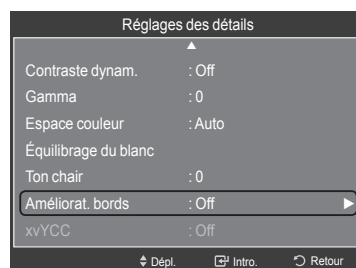 Réglages des détails
Contraste dynam. : Off
Gamma : 0
Espace couleur : Auto
Équilibrage du blanc
Ton chair : 0
Améliorat. bords : Off
xvYCC : Off
Dépl. Intro. Retour